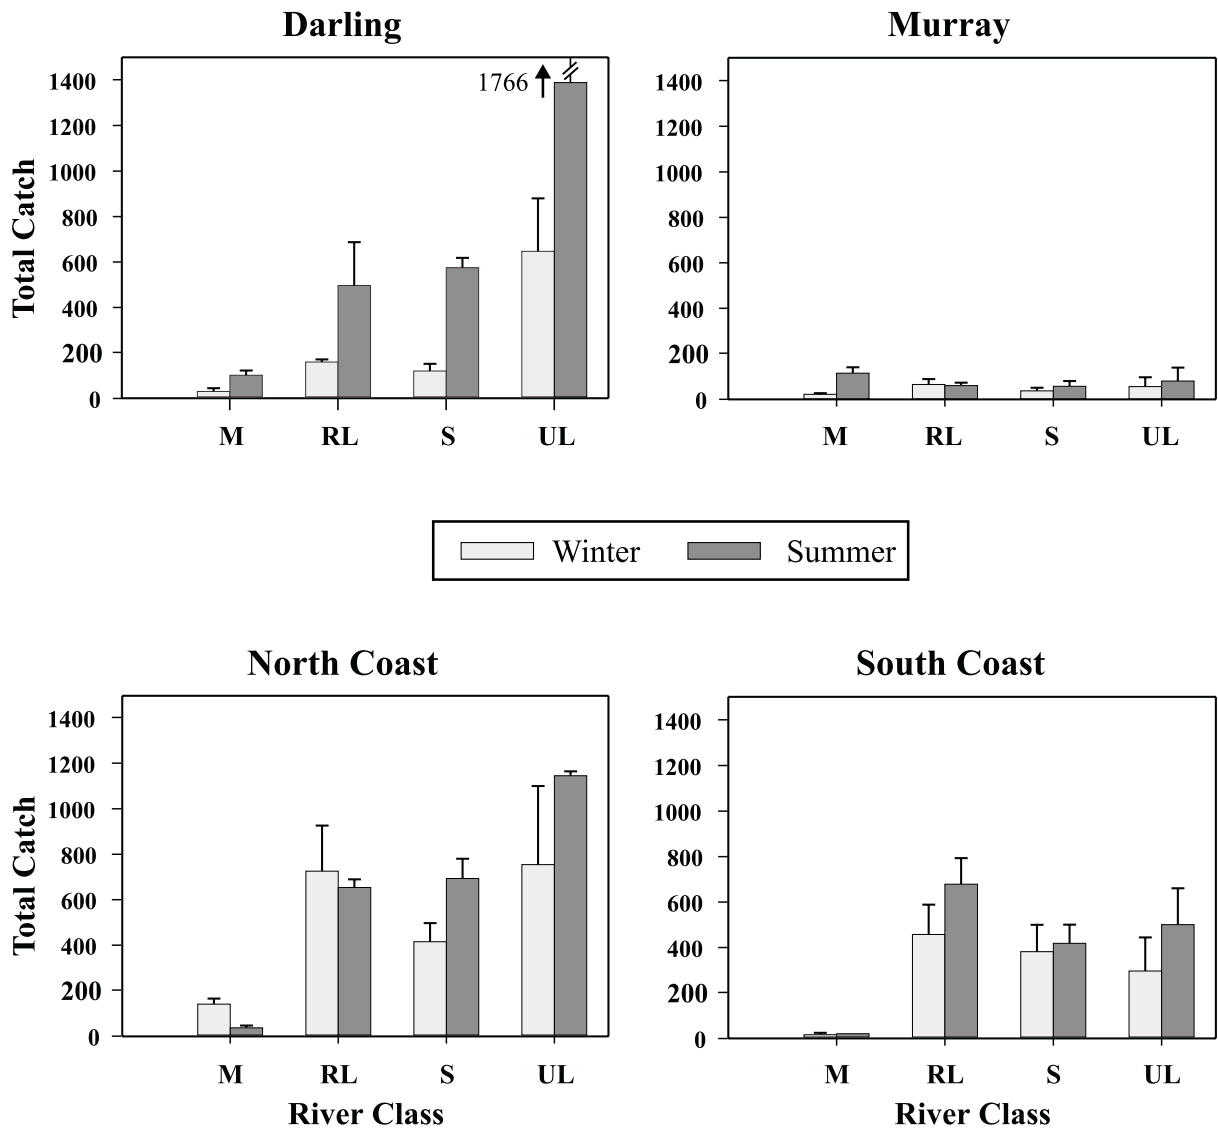 Darling
Murray
1400
1200
1000
800
600
400
200
0
Total Catch
1766
M RL S UL
1400
1200
1000
800
600
400
200
0
M RL S UL
Winter Summer
North Coast
South Coast
1400
1200
1000
800
600
400
200
0
Total Catch
M RL S UL
River Class
1400
1200
1000
800
600
400
200
0
M RL S UL
River Class